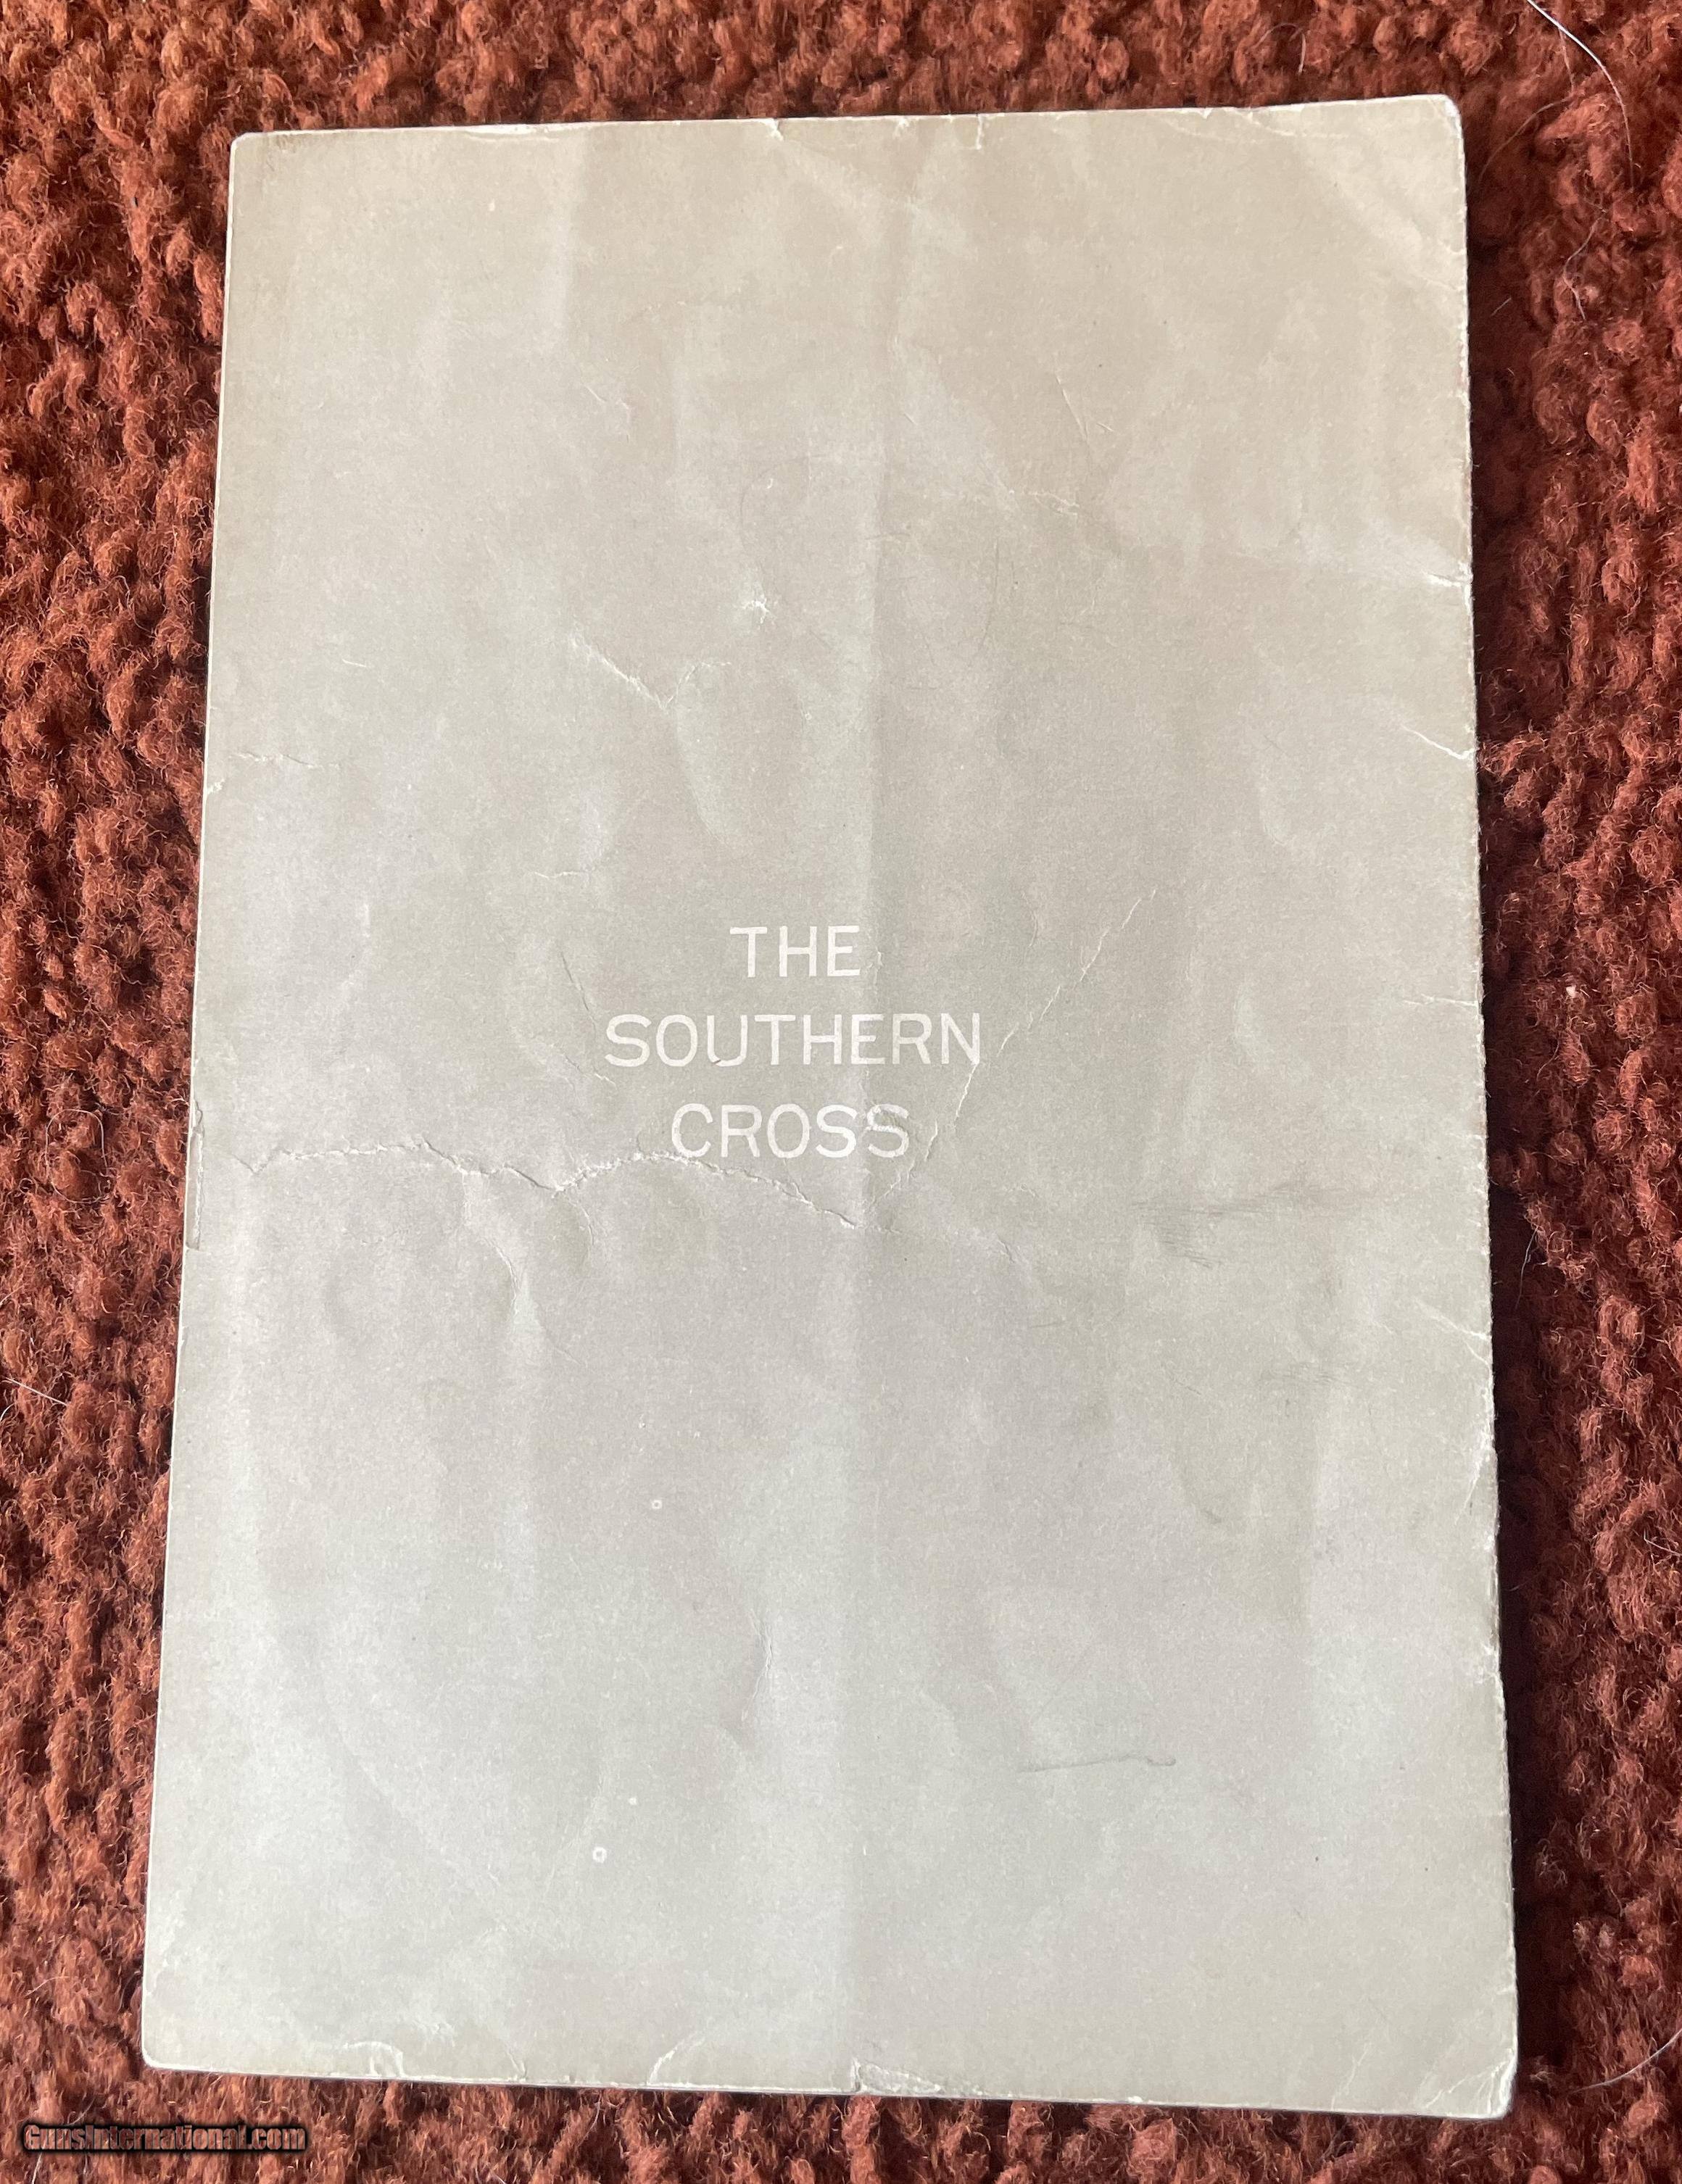 THE
SOUTHERN
CROSS
GunsInternational.com